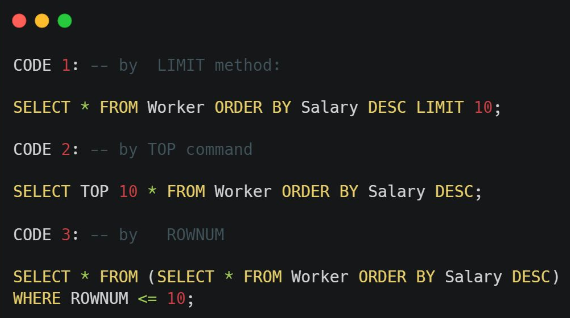 CODE 1: -- by  LIMIT method:
SELECT * FROM Worker ORDER BY Salary DESC LIMIT 10;
CODE 2: -- by TOP command
SELECT TOP 10 * FROM Worker ORDER BY Salary DESC;
CODE 3: -- by   ROWNUM
SELECT * FROM (SELECT * FROM Worker ORDER BY Salary DESC)
WHERE ROWNUM <= 10;